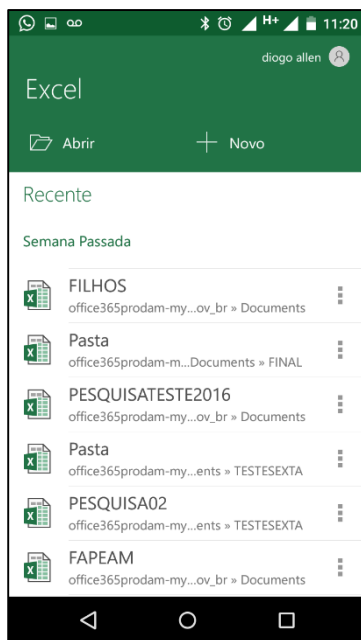 H+ 11:20
diogo allen
Excel
Abrir
Novo
Recente
Semana Passada
FILHOS
office365prodam-my...ov_br » Documents
Pasta
office365prodam-m...Documents » FINAL
PESQUISATESTE2016
office365prodam-my...ov_br » Documents
Pasta
office365prodam-my...ents » TESTESEXTA
PESQUISA02
office365prodam-my...ents » TESTESEXTA
FAPEAM
office365prodam-my...ov_br » Documents